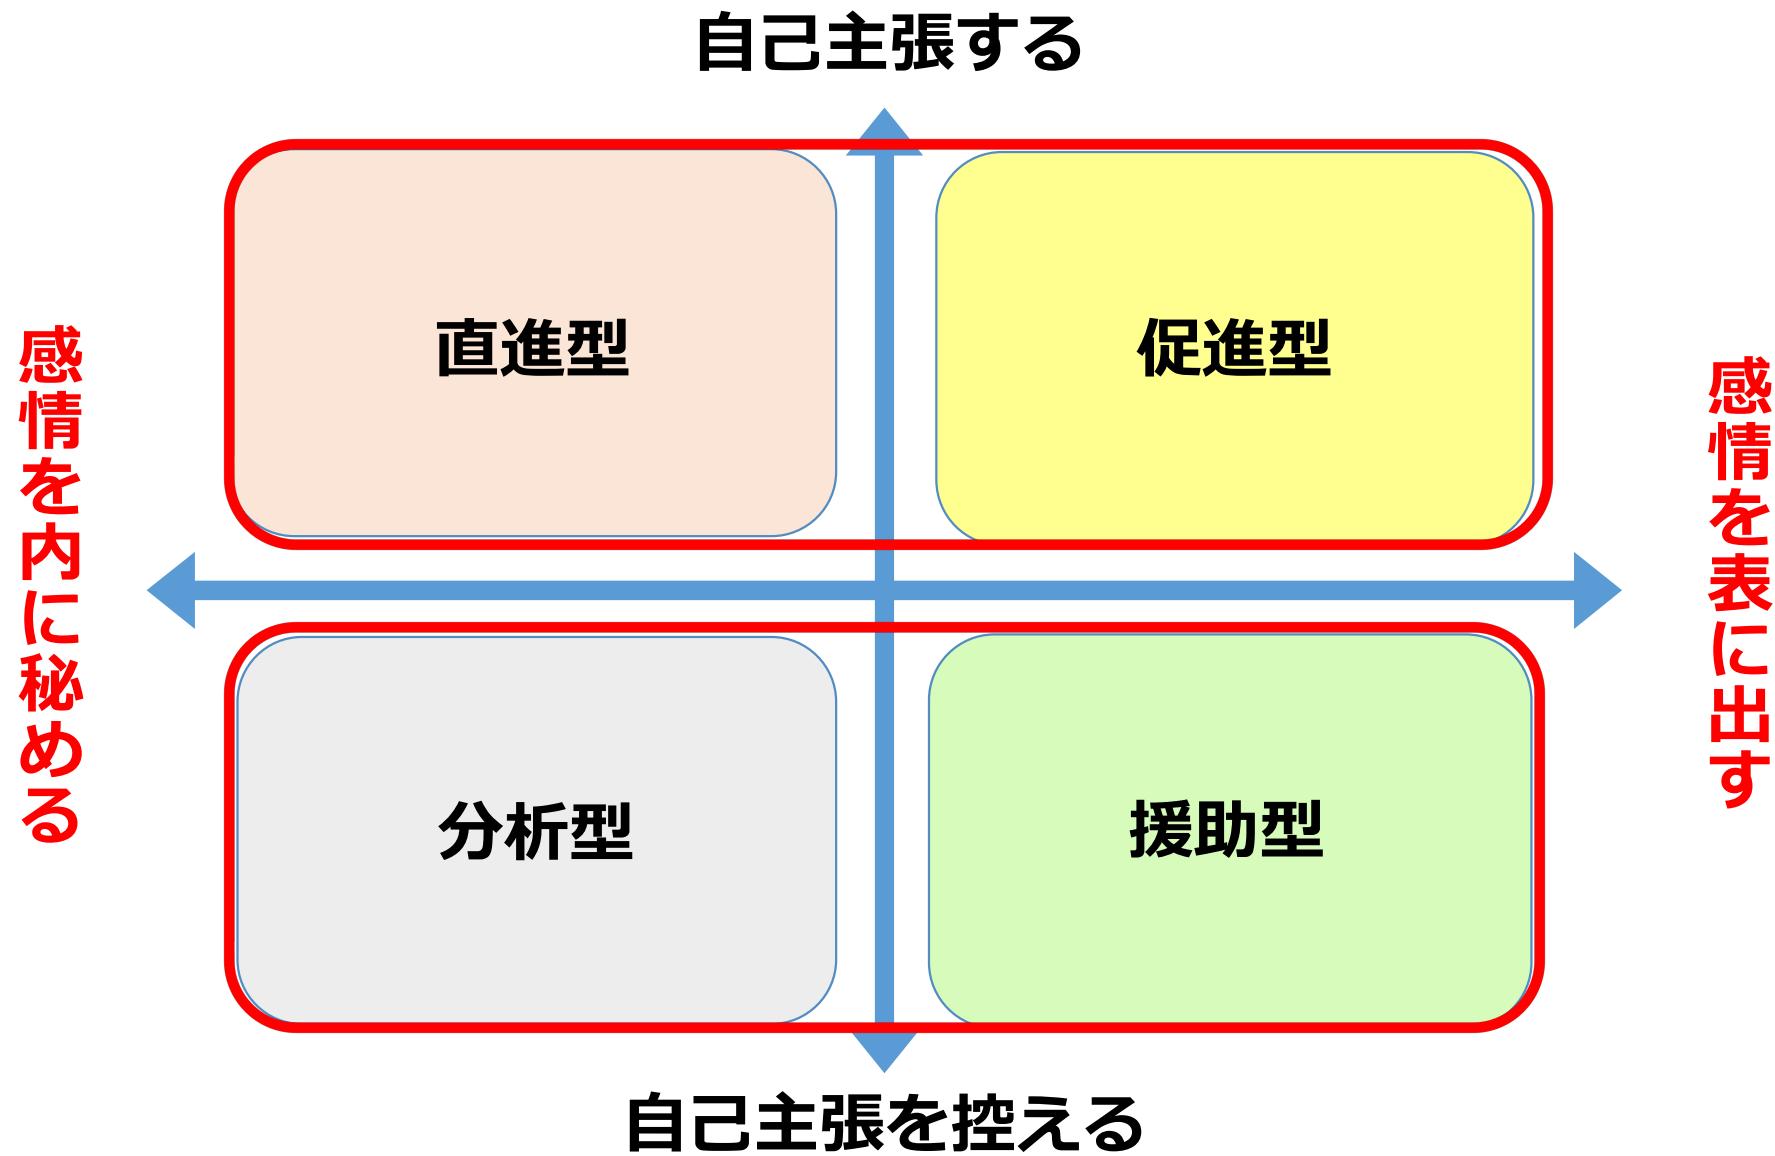 自己主張する
直進型
促進型
感情を内に秘める
感情を表に出す
分析型
援助型
自己主張を控える